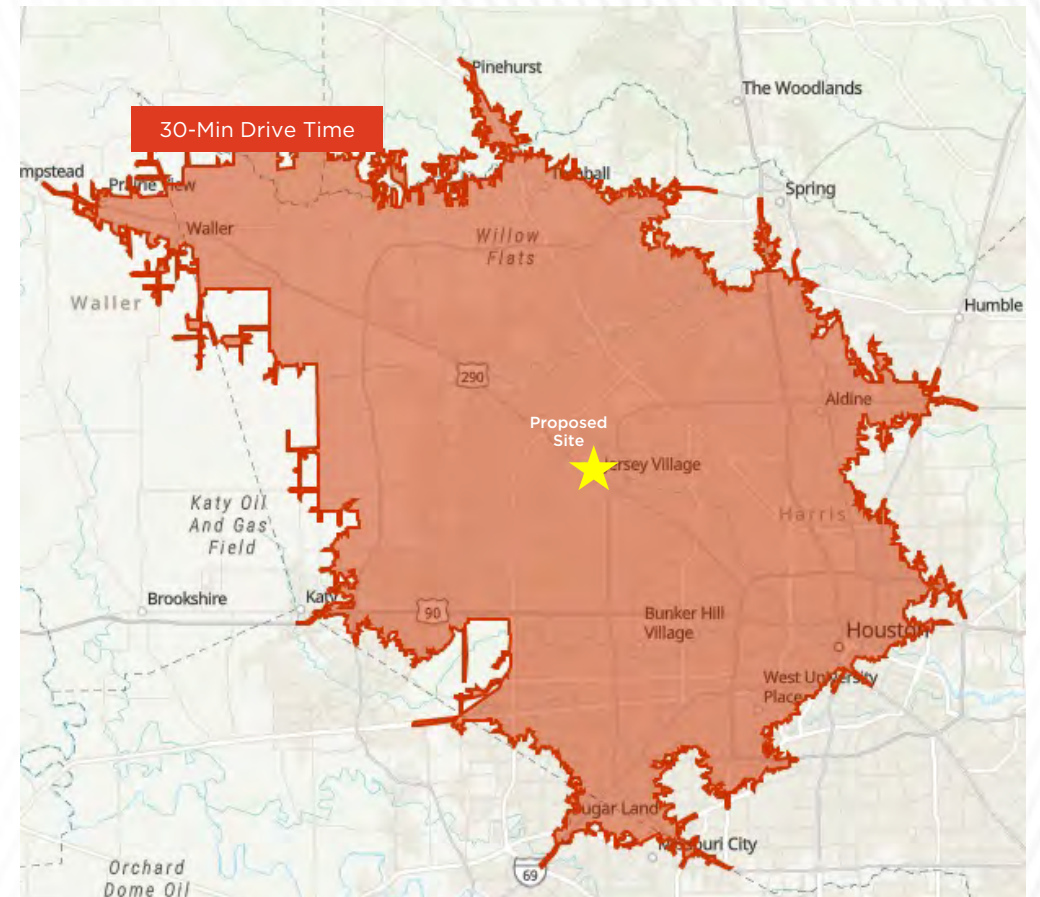 Pinehurst
The Woodlands
30-Min Drive Time
mpstead
Prairie View
Tomball
Spring
Waller
Willow
Flats
Waller
Humble
290
Aldine
Proposed
Site
Jersey Village
Katy Oil
And Gas
Field
Harris
Brookshire
Katy
90
Bunker Hill
Village
Houston
West University
Place
Sugar Land
Missouri City
Orchard
Dome Oil
69